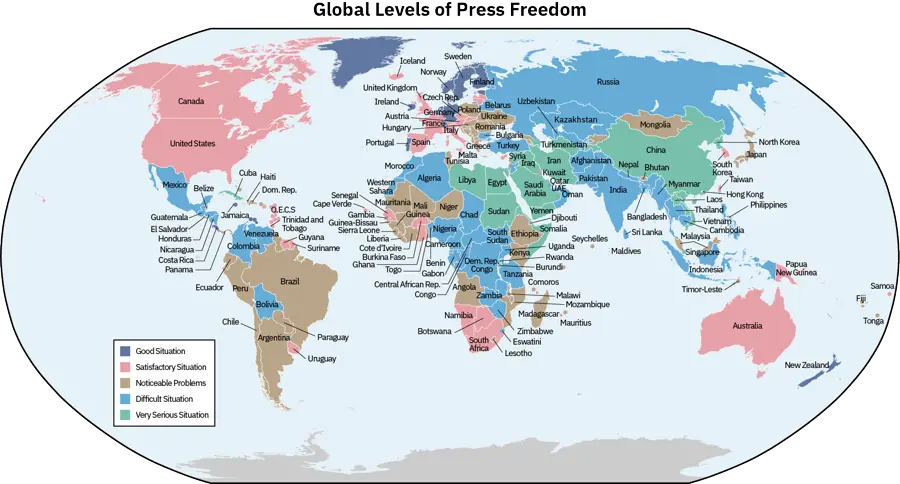 Global Levels of Press Freedom
Iceland
Sweden
Norway
Finland
United Kingdom
Czech Rep.
Russia
Canada
Ireland
Germany
Poland
Belarus
Uzbekistan
Austria
France
Ukraine
Kazakhstan
Mongolia
Hungary
Italy
Romania
Bulgaria
United States
Portugal
Spain
Greece
Turkey
Turkmenistan
North Korea
China
Japan
Malta
Tunisia
Syria
Iraq
Iran
Afghanistan
Nepal
Bhutan
South
Korea
Morocco
Algeria
Libya
Egypt
Kuwait
Qatar
UAE
Oman
Saudi
Arabia
Pakistan
India
Myanmar
Taiwan
Hong Kong
Laos
Mexico
Belize
Cuba
Haiti
Dom. Rep.
Western
Sahara
Senegal
Cape Verde
Mauritania
Mali
Niger
Sudan
Yemen
Philippines
Thailand
Vietnam
Cambodia
Bangladesh
Guatemala
El Salvador
Honduras
Nicaragua
Costa Rica
Panama
Jamaica
O.E.C.S
Trinidad and
Tobago
Guyana
Suriname
Venezuela
Colombia
Gambia
Guinea-Bissau
Guinea
Sierra Leone
Liberia
Cote d'Ivoire
Burkina Faso
Ghana
Togo
Benin
Nigeria
Chad
Cameroon
Gabon
Central African Rep.
Congo
South
Sudan
Ethiopia
Djibouti
Somalia
Uganda
Kenya
Rwanda
Burundi
Dem. Rep.
Congo
Tanzania
Seychelles
Comoros
Maldives
Sri Lanka
Malaysia
Singapore
Indonesia
Timor-Leste
Papua
New Guinea
Samoa
Fiji
Tonga
Ecuador
Peru
Brazil
Bolivia
Chile
Paraguay
Argentina
Uruguay
Angola
Zambia
Malawi
Mozambique
Madagascar
Mauritius
Namibia
Botswana
Zimbabwe
Eswatini
South
Africa
Lesotho
Australia
New Zealand
Good Situation
Satisfactory Situation
Noticeable Problems
Difficult Situation
Very Serious Situation